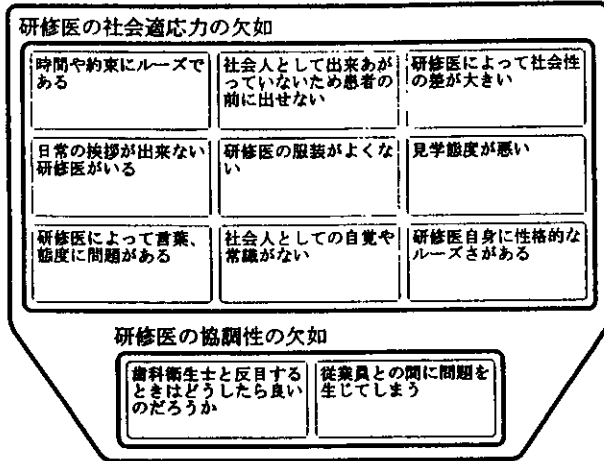 研修医の社会適応力の欠如
時間や約束にルーズで
ある
社会人として出来あが
っていないため患者の
前に出せない
研修医によって社会性
の差が大きい
日常の挨拶が出来ない
研修医がいる
研修医の服装がよくな
い
見学態度が悪い
研修医によって言葉、
態度に問題がある
社会人としての自覚や
常識がない
研修医自身に性格的な
ルーズさがある
研修医の協調性の欠如
歯科衛生士と反目する
ときはどうしたら良い
のだろうか
従業員との間に問題を
生じてしまう